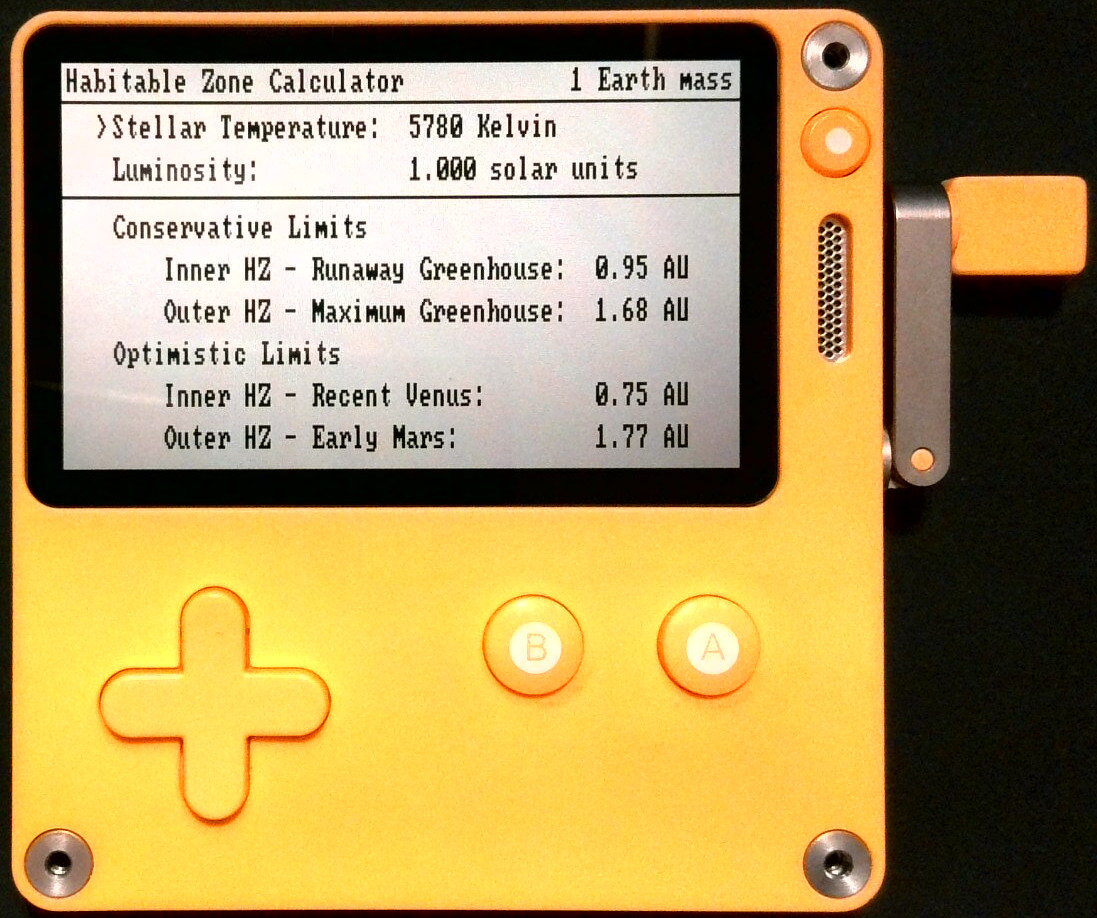 Habitable Zone Calculator 1 Earth mass
>Stellar Temperature: 5780 Kelvin
Luminosity: 1.000 solar units
Conservative Limits
Inner HZ - Runaway Greenhouse: 0.95 AU
Outer HZ - Maximum Greenhouse: 1.68 AU
Optimistic Limits
Inner HZ - Recent Venus: 0.75 AU
Outer HZ - Early Mars: 1.77 AU
B A